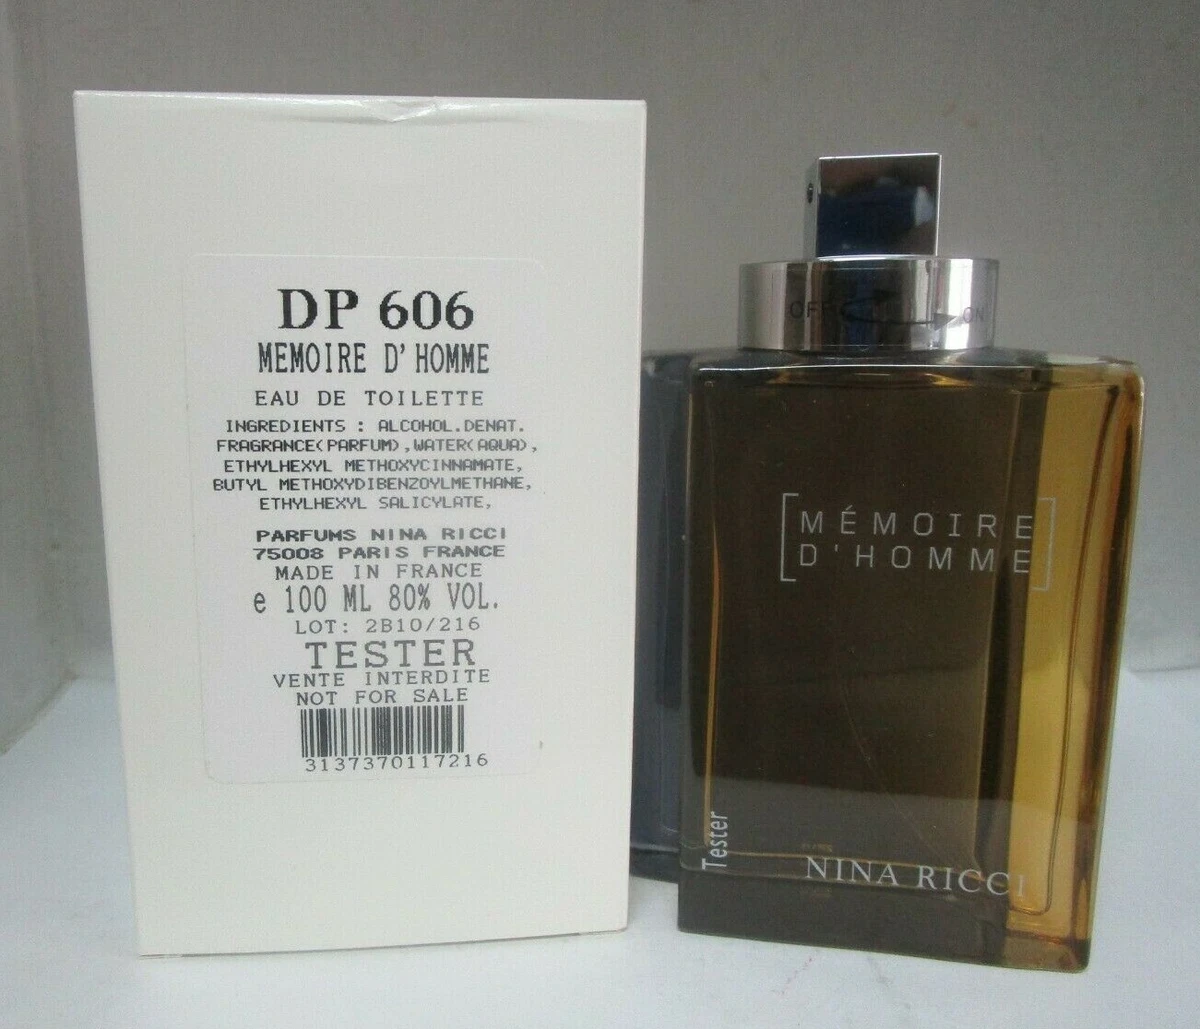 DP 606
MEMOIRE D'HOMME
EAU DE TOILETTE
INGREDIENTS : ALCOHOL.DENAT.
FRAGRANCE(PARFUM),WATER(AQUA),
ETHYLHEXYL METHOXYCINNAMATE,
BUTYL METHOXYDIBENZOYLMETHANE,
ETHYLHEXYL SALICYLATE,
PARFUMS NINA RICCI
75008 PARIS FRANCE
MADE IN FRANCE
e 100 ML 80% VOL.
LOT: 2B10/216
TESTER
VENTE INTERDITE
NOT FOR SALE
3137370117216
OFF ON
[MÉMOIRE
D'HOMME]
Tester
NINA RICCI